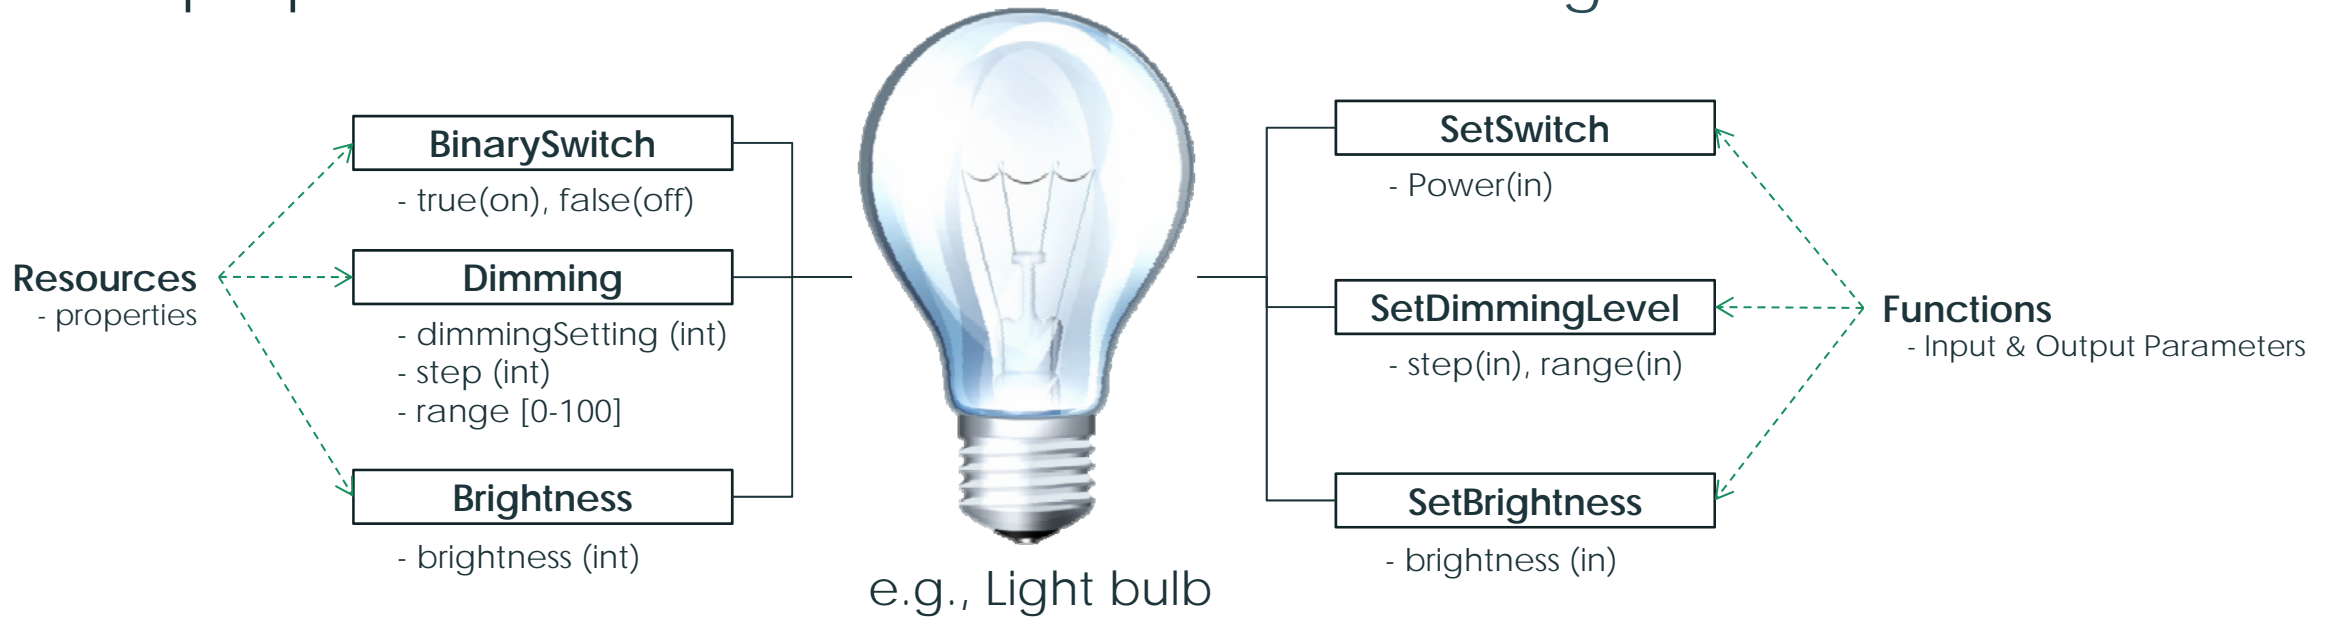 Resources
- properties
BinarySwitch
- true(on), false(off)
Dimming
- dimmingSetting (int)
- step (int)
- range [0-100]
Brightness
- brightness (int)
e.g., Light bulb
SetSwitch
- Power(in)
SetDimmingLevel
- step(in), range(in)
SetBrightness
- brightness (in)
Functions
- Input & Output Parameters